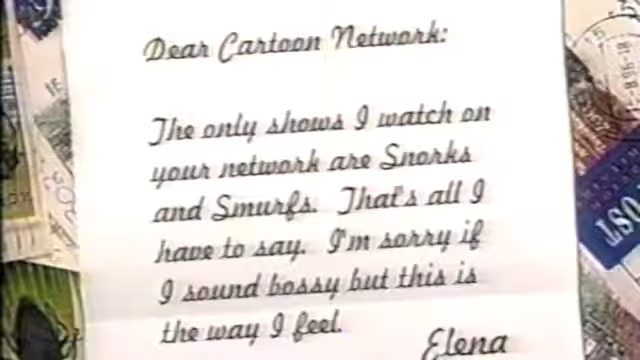 Dear Cartoon Network:
The only shows I watch on
your network are Snorks
and Smurfs. That's all I
have to say. I'm sorry if
I sound bossy but this is
the way I feel.
Elena